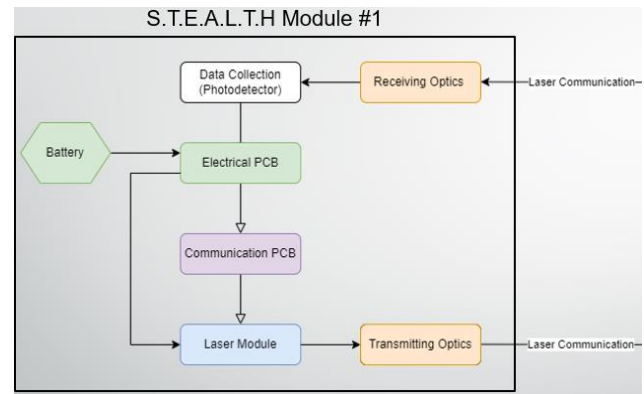 S.T.E.A.L.T.H Module #1
Data Collection
(Photodetector)
Receiving Optics
Laser Communication
Battery
Electrical PCB
Communication PCB
Laser Module
Transmitting Optics
Laser Communication